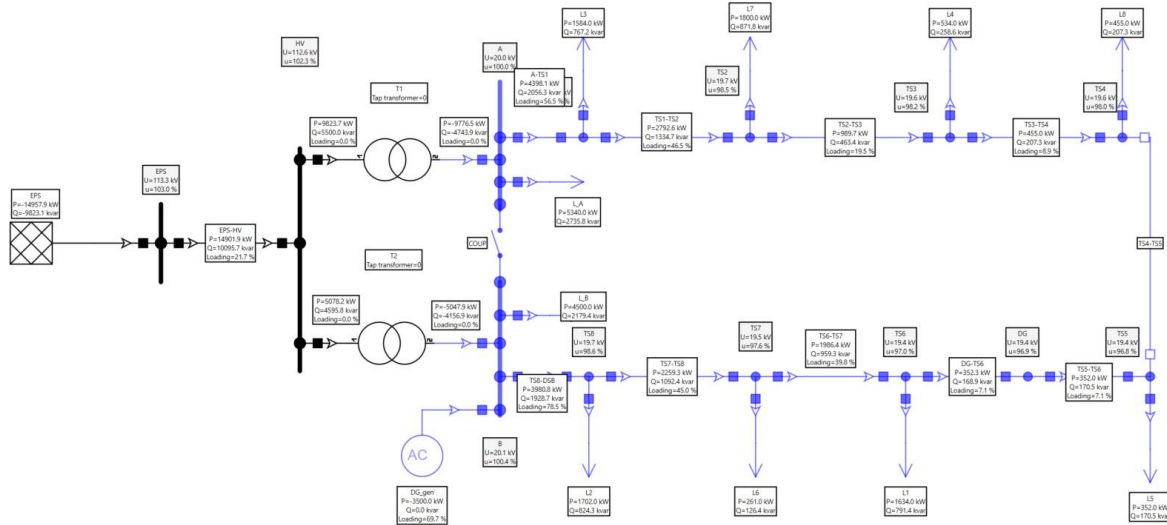 HV
U=112.6 kV
u=102.3 %
T1
Tap transformer=0
P=9823.7 kW
Q=5500.0 kvar
Loading=0.0 %
P=-9776.5 kW
Q=-4743.9 kvar
Loading=0.0 %
A
U=20.0 kV
u=100.0 %
A-TS1
P=4398.1 kW
Q=2056.3 kvar
Loading=56.5 %
L3
P=1584.0 kW
Q=767.2 kvar
TS1-TS2
P=2792.6 kW
Q=1334.7 kvar
Loading=46.5 %
L7
P=1800.0 kW
Q=871.8 kvar
TS2
U=19.7 kV
u=98.5 %
TS2-TS3
P=989.7 kW
Q=463.4 kvar
Loading=19.5 %
L4
P=534.0 kW
Q=258.6 kvar
TS3
U=19.6 kV
u=98.2 %
TS3-TS4
P=455.0 kW
Q=207.3 kvar
Loading=8.9 %
L8
P=455.0 kW
Q=207.3 kvar
TS4
U=19.6 kV
u=98.0 %
EPS
P=-14957.9 kW
Q=-9823.1 kvar
EPS
U=113.3 kV
u=103.0 %
EPS-HV
P=14901.9 kW
Q=10095.7 kvar
Loading=21.7 %
L_A
P=5340.0 kW
Q=2735.8 kvar
COUP
TS4-TS5
T2
Tap transformer=0
P=5078.2 kW
Q=4595.8 kvar
Loading=0.0 %
P=-5047.9 kW
Q=-4156.9 kvar
Loading=0.0 %
L_B
P=4500.0 kW
Q=2179.4 kvar
TS8
U=19.7 kV
u=98.6 %
TS7-TS8
P=2259.3 kW
Q=1092.4 kvar
Loading=45.0 %
TS7
U=19.5 kV
u=97.6 %
TS6-TS7
P=1986.4 kW
Q=959.3 kvar
Loading=39.8 %
TS6
U=19.4 kV
u=97.0 %
DG-TS6
P=352.3 kW
Q=168.9 kvar
Loading=7.1 %
DG
U=19.4 kV
u=96.9 %
TS5-TS6
P=352.0 kW
Q=170.5 kvar
Loading=7.1 %
TS5
U=19.4 kV
u=96.8 %
P=3980.8 kW
Q=1928.7 kvar
Loading=78.5 %
B
U=20.1 kV
u=100.4 %
AC
DG_gen
P=-3500.0 kW
Q=0.0 kvar
Loading=69.7 %
L2
P=1702.0 kW
Q=824.3 kvar
L6
P=261.0 kW
Q=126.4 kvar
L1
P=1634.0 kW
Q=791.4 kvar
L5
P=352.0 kW
Q=170.5 kvar